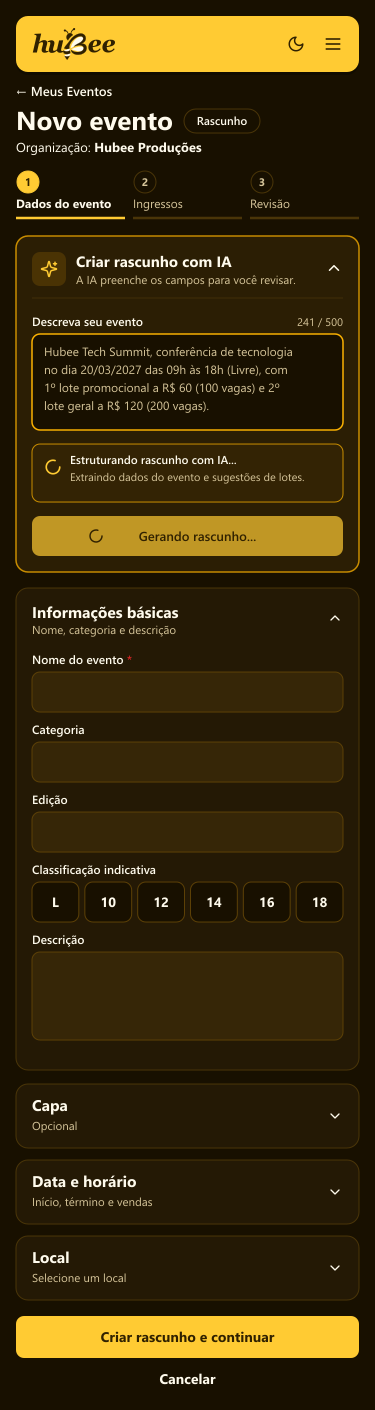 huBee
← Meus Eventos
Novo evento
Rascunho
Organização: Hubee Produções
1
2
3
Dados do evento
Ingressos
Revisão
Criar rascunho com IA
A IA preenche os campos para você revisar.
Descreva seu evento
241 / 500
Hubee Tech Summit, conferência de tecnologia
no dia 20/03/2027 das 09h às 18h (Livre), com
1º lote promocional a R$ 60 (100 vagas) e 2º
lote geral a R$ 120 (200 vagas).
Estruturando rascunho com IA...
Extraindo dados do evento e sugestões de lotes.
Gerando rascunho...
Informações básicas
Nome, categoria e descrição
Nome do evento *
Categoria
Edição
Classificação indicativa
L
10
12
14
16
18
Descrição
Capa
Opcional
Data e horário
Início, término e vendas
Local
Selecione um local
Criar rascunho e continuar
Cancelar